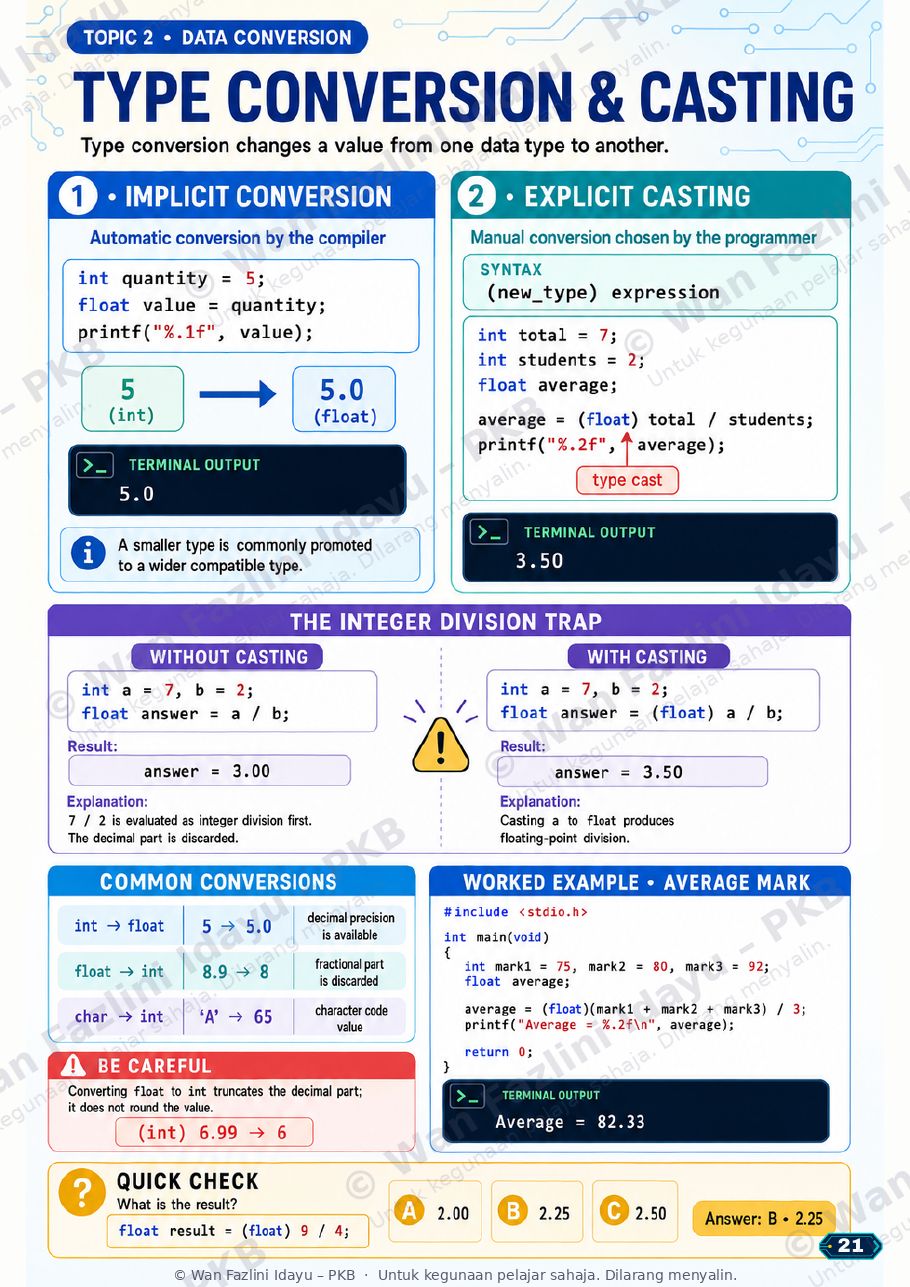 TOPIC 2 • DATA CONVERSION
TYPE CONVERSION & CASTING
Type conversion changes a value from one data type to another.
1 • IMPLICIT CONVERSION
Automatic conversion by the compiler
int quantity = 5;
float value = quantity;
printf("%.1f", value);
5
(int)
5.0
(float)
>_ TERMINAL OUTPUT
5.0
i
A smaller type is commonly promoted
to a wider compatible type.
2 • EXPLICIT CASTING
Manual conversion chosen by the programmer
SYNTAX
(new_type) expression
int total = 7;
int students = 2;
float average;
average = (float) total / students;
printf("%.2f", average);
type cast
>_ TERMINAL OUTPUT
3.50
THE INTEGER DIVISION TRAP
WITHOUT CASTING
int a = 7, b = 2;
float answer = a / b;
Result:
answer = 3.00
Explanation:
7 / 2 is evaluated as integer division first.
The decimal part is discarded.
!
WITH CASTING
int a = 7, b = 2;
float answer = (float) a / b;
Result:
answer = 3.50
Explanation:
Casting a to float produces
floating-point division.
COMMON CONVERSIONS
int → float 5 → 5.0 decimal precision
is available
float → int 8.9 → 8 fractional part
is discarded
char → int ‘A’ → 65 character code
value
! BE CAREFUL
Converting float to int truncates the decimal part;
it does not round the value.
(int) 6.99 → 6
WORKED EXAMPLE • AVERAGE MARK
#include <stdio.h>
int main(void)
{
int mark1 = 75, mark2 = 80, mark3 = 92;
float average;
average = (float)(mark1 + mark2 + mark3) / 3;
printf("Average = %.2f\n", average);
return 0;
}
>_ TERMINAL OUTPUT
Average = 82.33
?
QUICK CHECK
What is the result?
float result = (float) 9 / 4;
A 2.00
B 2.25
C 2.50
Answer: B • 2.25
21
© Wan Fazlini Idayu – PKB · Untuk kegunaan pelajar sahaja. Dilarang menyalin.